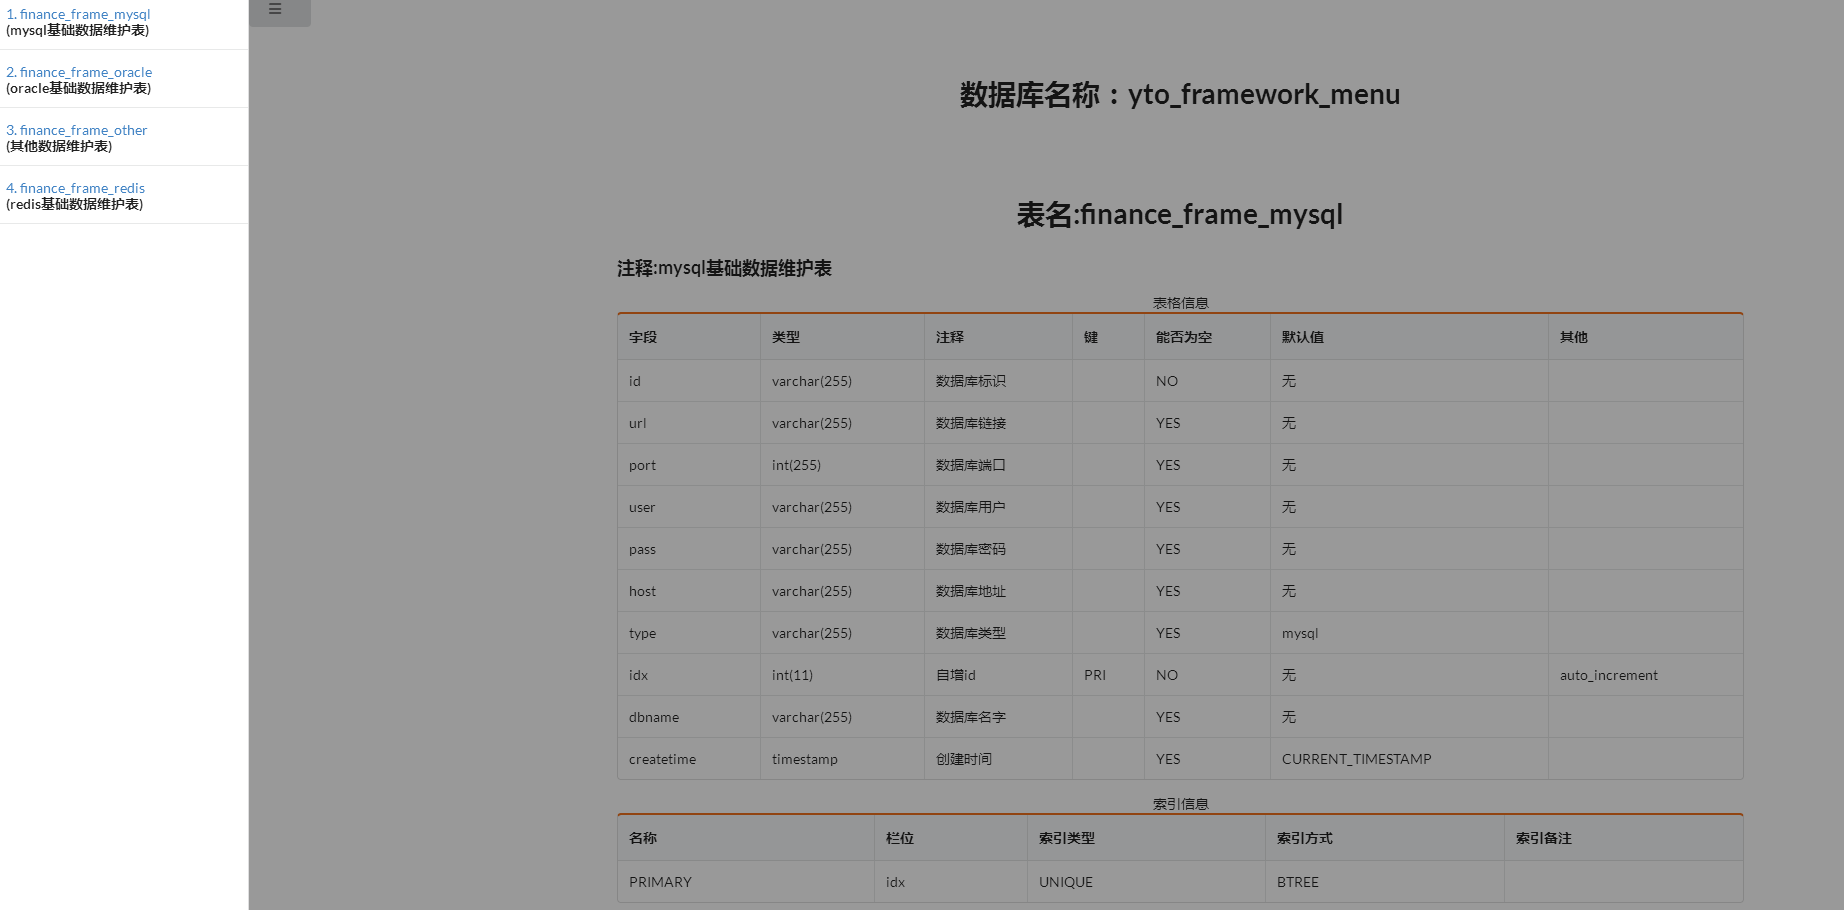 1. finance_frame_mysql
(mysql基础数据维护表)
2. finance_frame_oracle
(oracle基础数据维护表)
3. finance_frame_other
(其他数据维护表)
4. finance_frame_redis
(redis基础数据维护表)
数据库名称：yto_framework_menu
表名:finance_frame_mysql
注释:mysql基础数据维护表
表格信息
字段 类型 注释 键 能否为空 默认值 其他
id varchar(255) 数据库标识 NO 无
url varchar(255) 数据库链接 YES 无
port int(255) 数据库端口 YES 无
user varchar(255) 数据库用户 YES 无
pass varchar(255) 数据库密码 YES 无
host varchar(255) 数据库地址 YES 无
type varchar(255) 数据库类型 YES mysql
idx int(11) 自增id PRI NO 无 auto_increment
dbname varchar(255) 数据库名字 YES 无
createtime timestamp 创建时间 YES CURRENT_TIMESTAMP
索引信息
名称 栏位 索引类型 索引方式 索引备注
PRIMARY idx UNIQUE BTREE